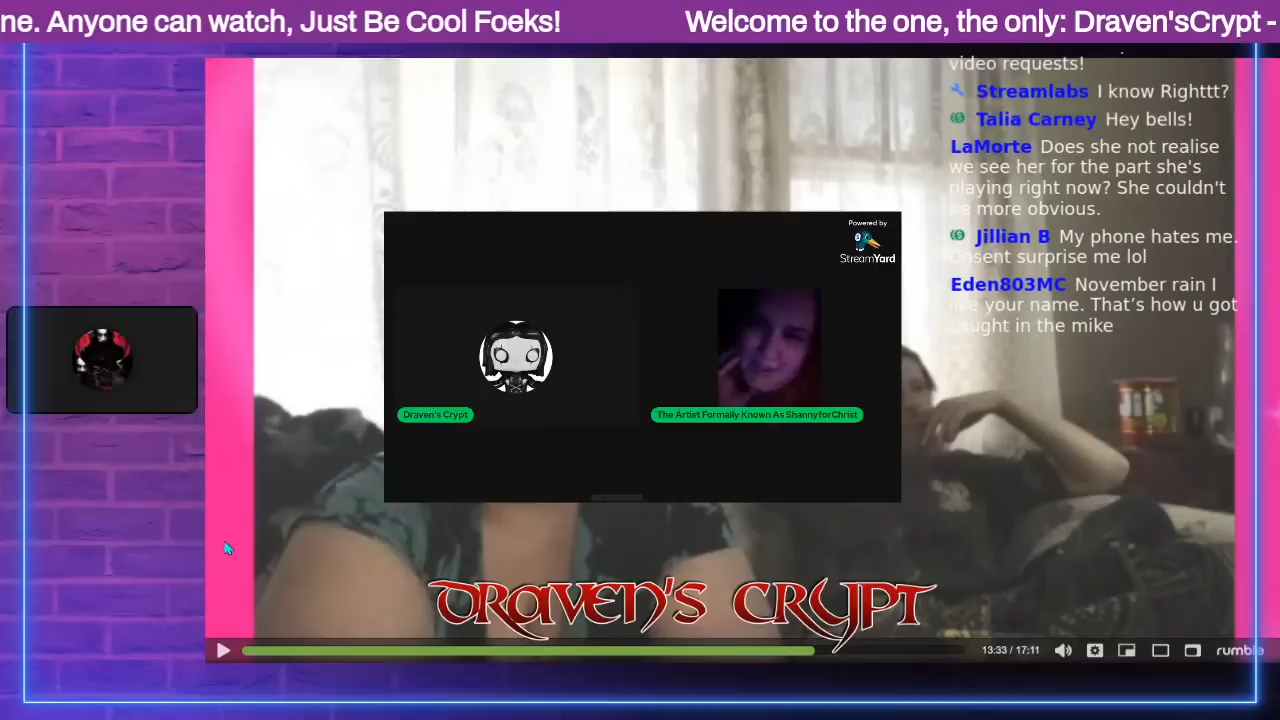 ne. Anyone can watch, Just Be Cool Foeks! Welcome to the one, the only: Draven'sCrypt -
video requests!
Streamlabs I know Righttt?
Talia Carney Hey bells!
LaMorte Does she not realise
we see her for the part she's
playing right now? She couldn't
be more obvious.
Jillian B My phone hates me.
Dosent surprise me lol
Eden803MC November rain I
like your name. That's how u got
caught in the mike
Powered by
StreamYard
Draven's Crypt
The Artist Formally Known As ShannyforChrist
Jif
DRAVEN'S CRYPT
13:33 / 17:11
rumble